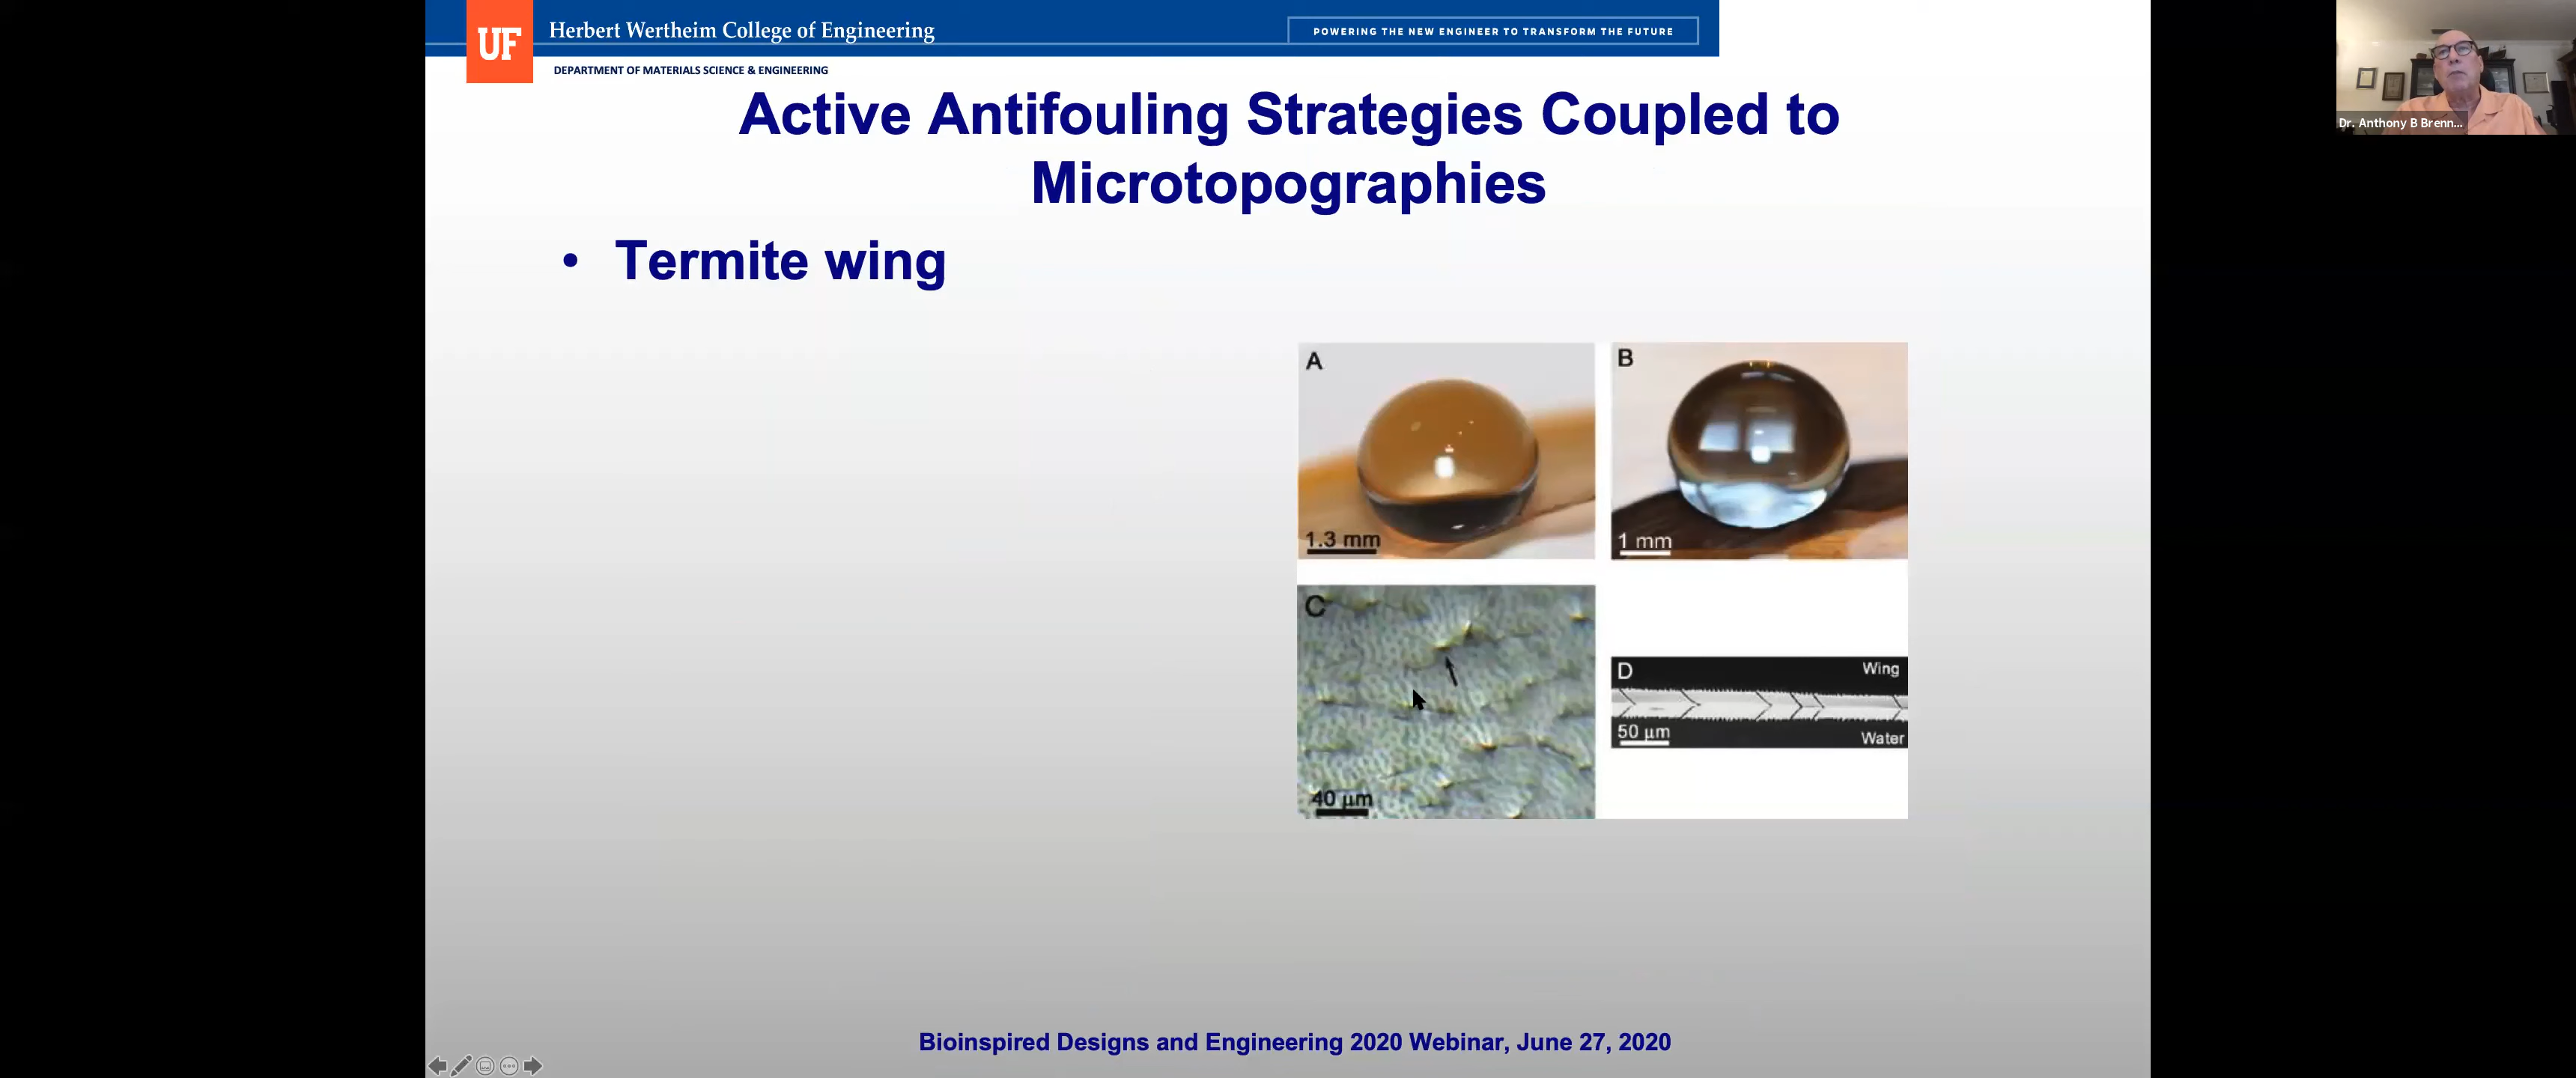 UF
Herbert Wertheim College of Engineering
POWERING THE NEW ENGINEER TO TRANSFORM THE FUTURE
DEPARTMENT OF MATERIALS SCIENCE & ENGINEERING
Dr. Anthony B Brenn...
Active Antifouling Strategies Coupled to
Microtopographies
• Termite wing
A
1.3 mm
B
1 mm
C
40 µm
D
Wing
50 µm
Water
Bioinspired Designs and Engineering 2020 Webinar, June 27, 2020